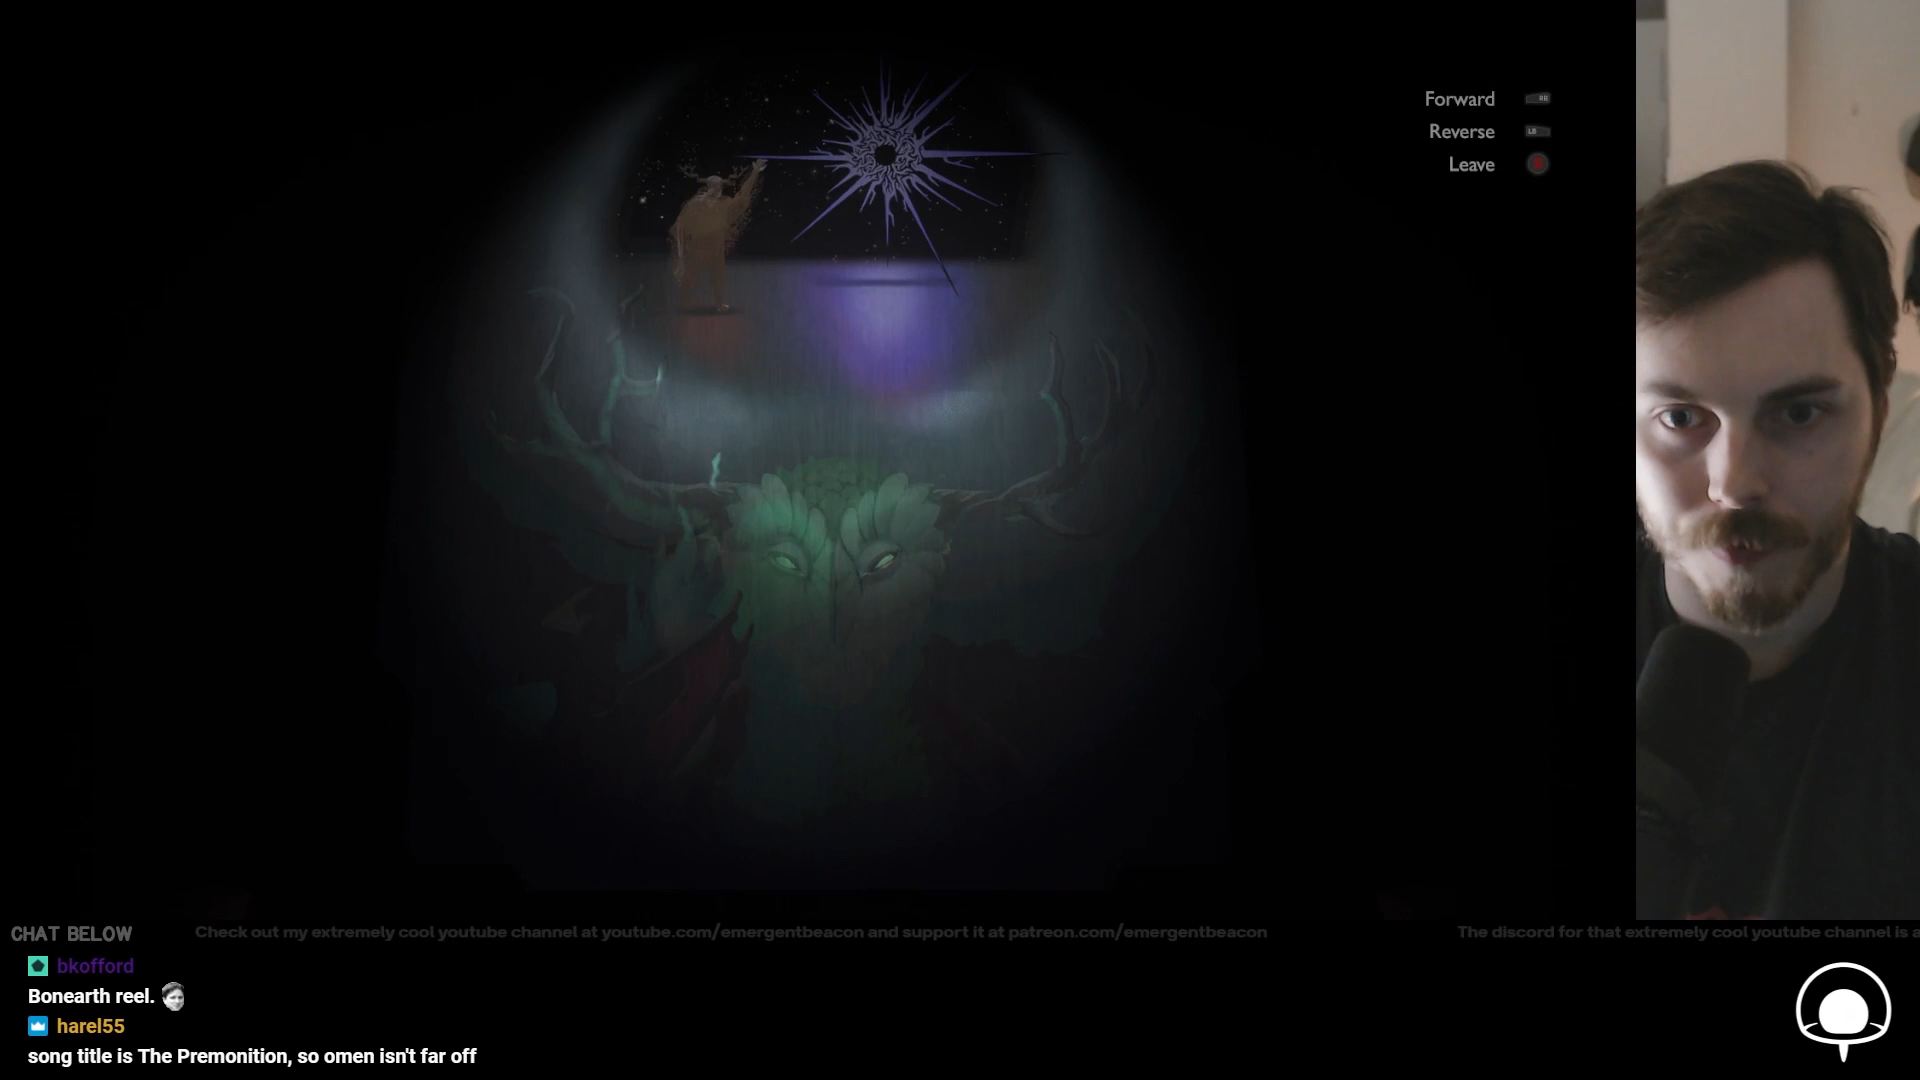 Forward RB
Reverse LB
Leave
CHAT BELOW
Check out my extremely cool youtube channel at youtube.com/emergentbeacon and support it at patreon.com/emergentbeacon
The discord for that extremely cool youtube channel is a
bkofford
Bonearth reel.
harel55
song title is The Premonition, so omen isn't far off